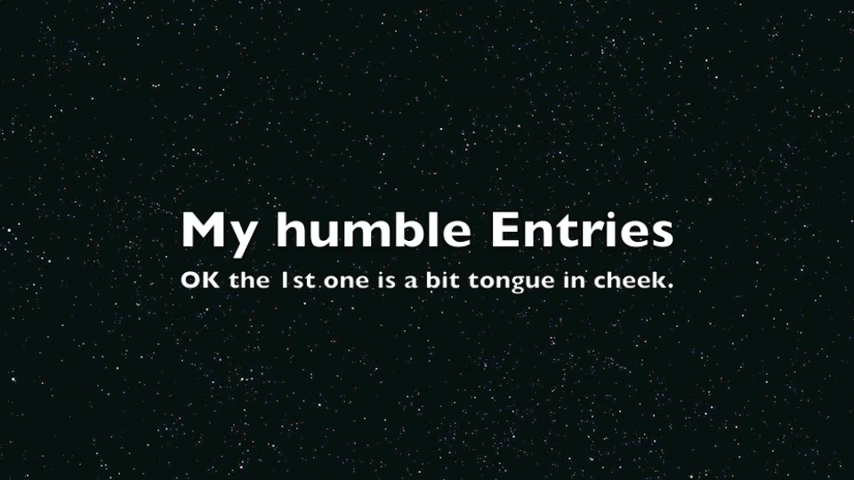 My humble Entries
OK the 1st one is a bit tongue in cheek.